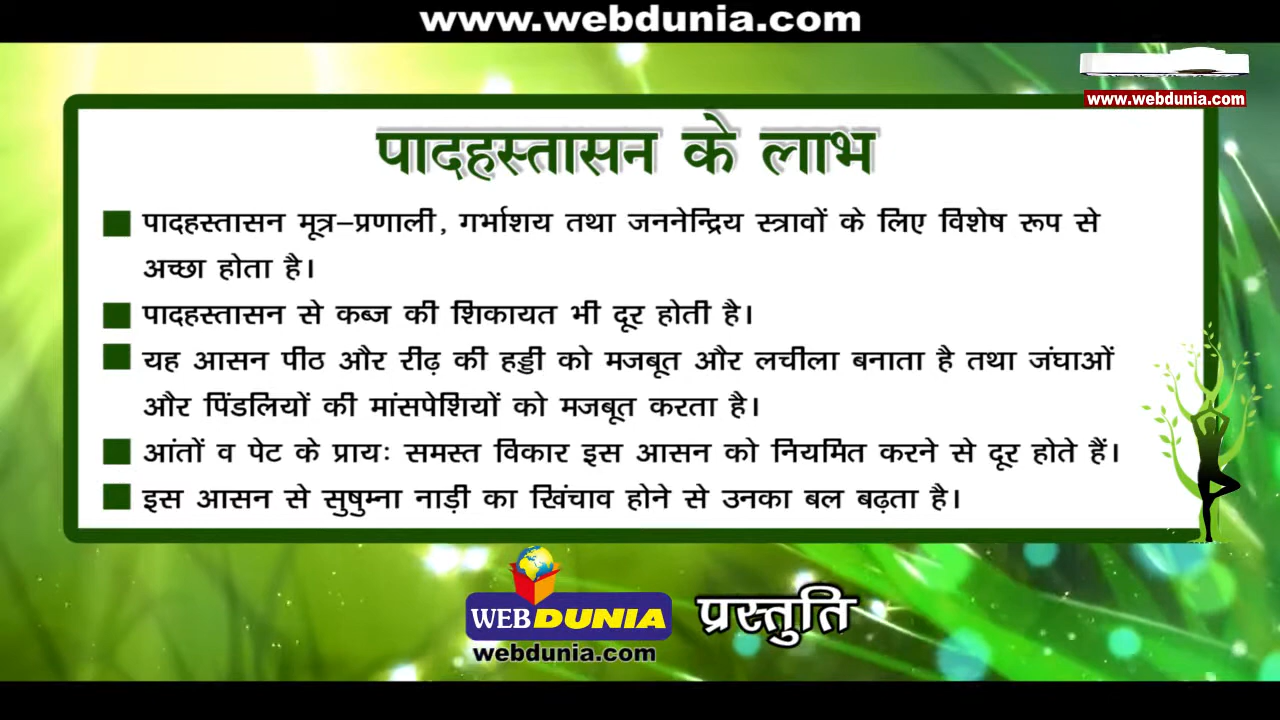 www.webdunia.com
www.webdunia.com
पादहस्तासन के लाभ
पादहस्तासन मूत्र–प्रणाली, गर्भाशय तथा जननेन्द्रिय स्त्रावों के लिए विशेष रूप से
अच्छा होता है।
पादहस्तासन से कब्ज की शिकायत भी दूर होती है।
यह आसन पीठ और रीढ़ की हड्डी को मजबूत और लचीला बनाता है तथा जंघाओं
और पिंडलियों की मांसपेशियों को मजबूत करता है।
आंतों व पेट के प्रायः समस्त विकार इस आसन को नियमित करने से दूर होते हैं।
इस आसन से सुषुम्ना नाड़ी का खिंचाव होने से उनका बल बढ़ता है।
WEBDUNIA प्रस्तुति
webdunia.com